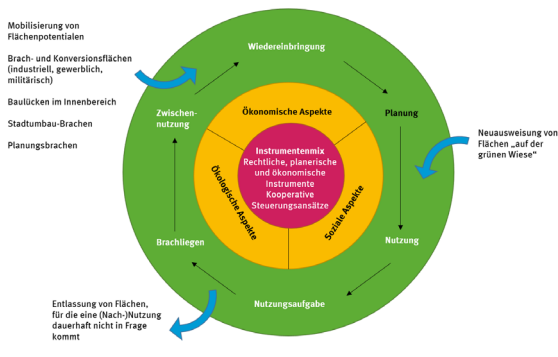 Mobilisierung von
Flächenpotentialen
Brach- und Konversionsflächen
(industriell, gewerblich,
militärisch)
Baulücken im Innenbereich
Stadtumbau-Brachen
Planungsbrachen
Wiedereinbringung
Planung
Neuausweisung von
Flächen „auf der
grünen Wiese“
Nutzung
Nutzungsaufgabe
Entlassung von Flächen,
für die eine (Nach-)Nutzung
dauerhaft nicht in Frage
kommt
Brachliegen
Zwischen-
nutzung
Ökonomische Aspekte
Soziale Aspekte
Ökologische Aspekte
Instrumentenmix
Rechtliche, planerische
und ökonomische
Instrumente
Kooperative
Steuerungsansätze